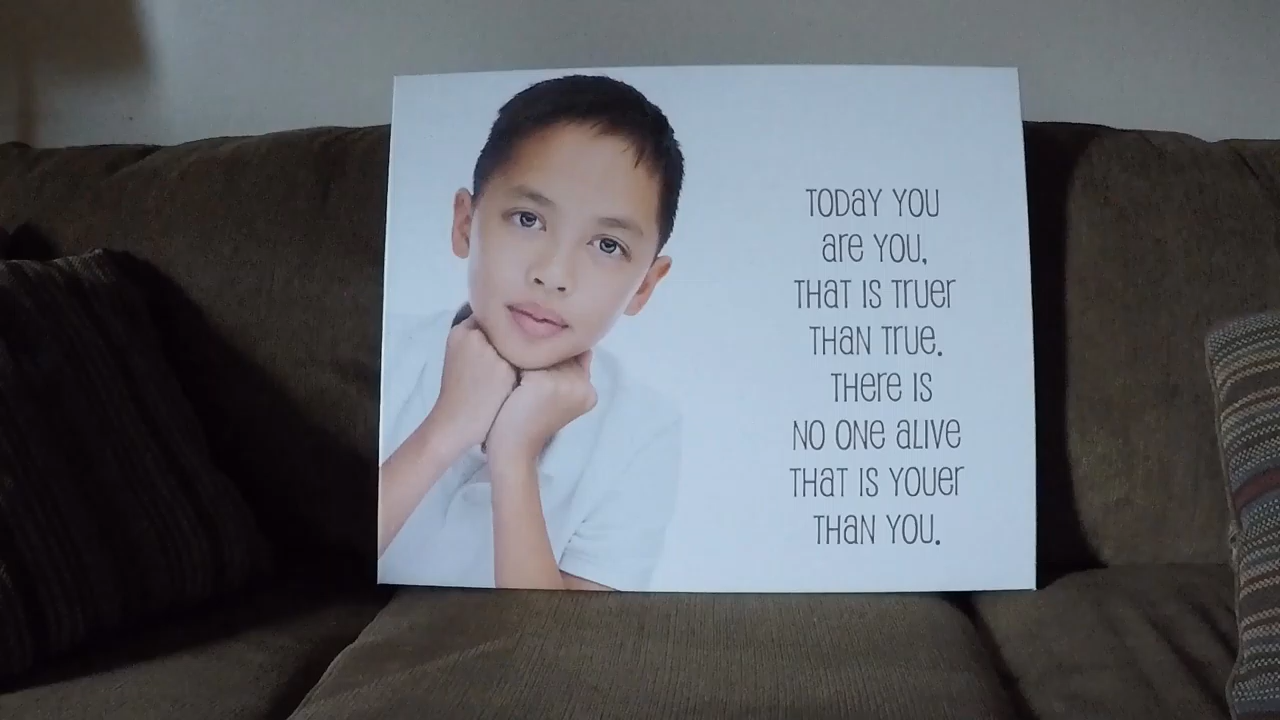 TODAY YOU
are YOU,
THAT IS Truer
THAN True.
THere IS
NO ONE ALIVE
THAT IS YOUer
THAN YOU.